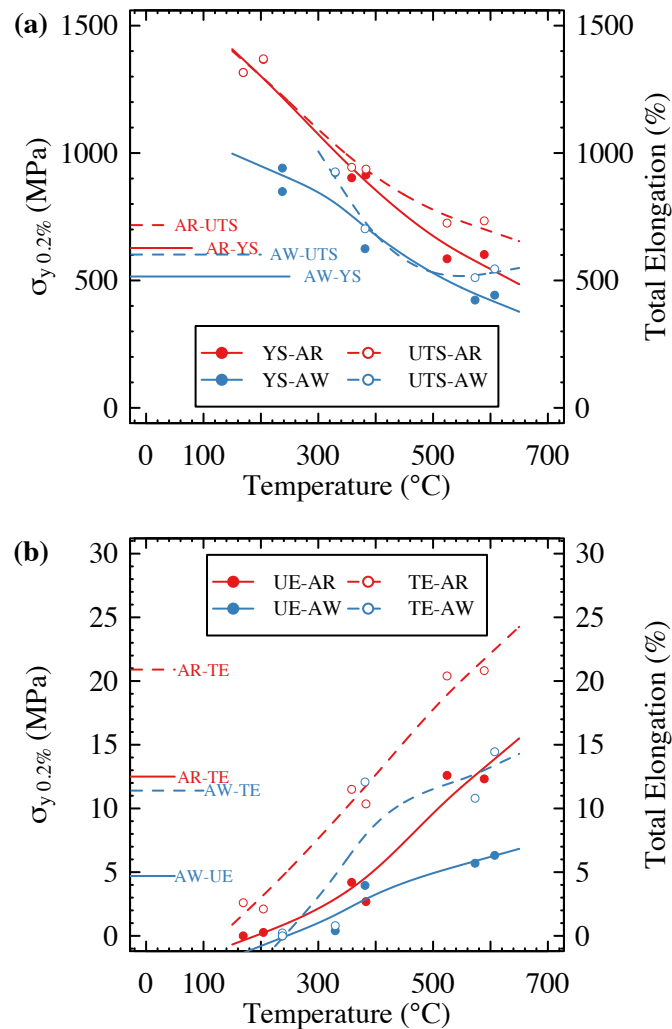 (a)
1500
1000
500
0
σy 0.2% (MPa)
AR-UTS
AR-YS
AW-UTS
AW-YS
YS-AR UTS-AR
YS-AW UTS-AW
1500
1000
500
0
Total Elongation (%)
0 100 300 500 700
Temperature (°C)
(b)
30
25
20
15
10
5
0
σy 0.2% (MPa)
UE-AR TE-AR
UE-AW TE-AW
AR-TE
AR-TE
AW-TE
AW-UE
30
25
20
15
10
5
0
Total Elongation (%)
0 100 300 500 700
Temperature (°C)